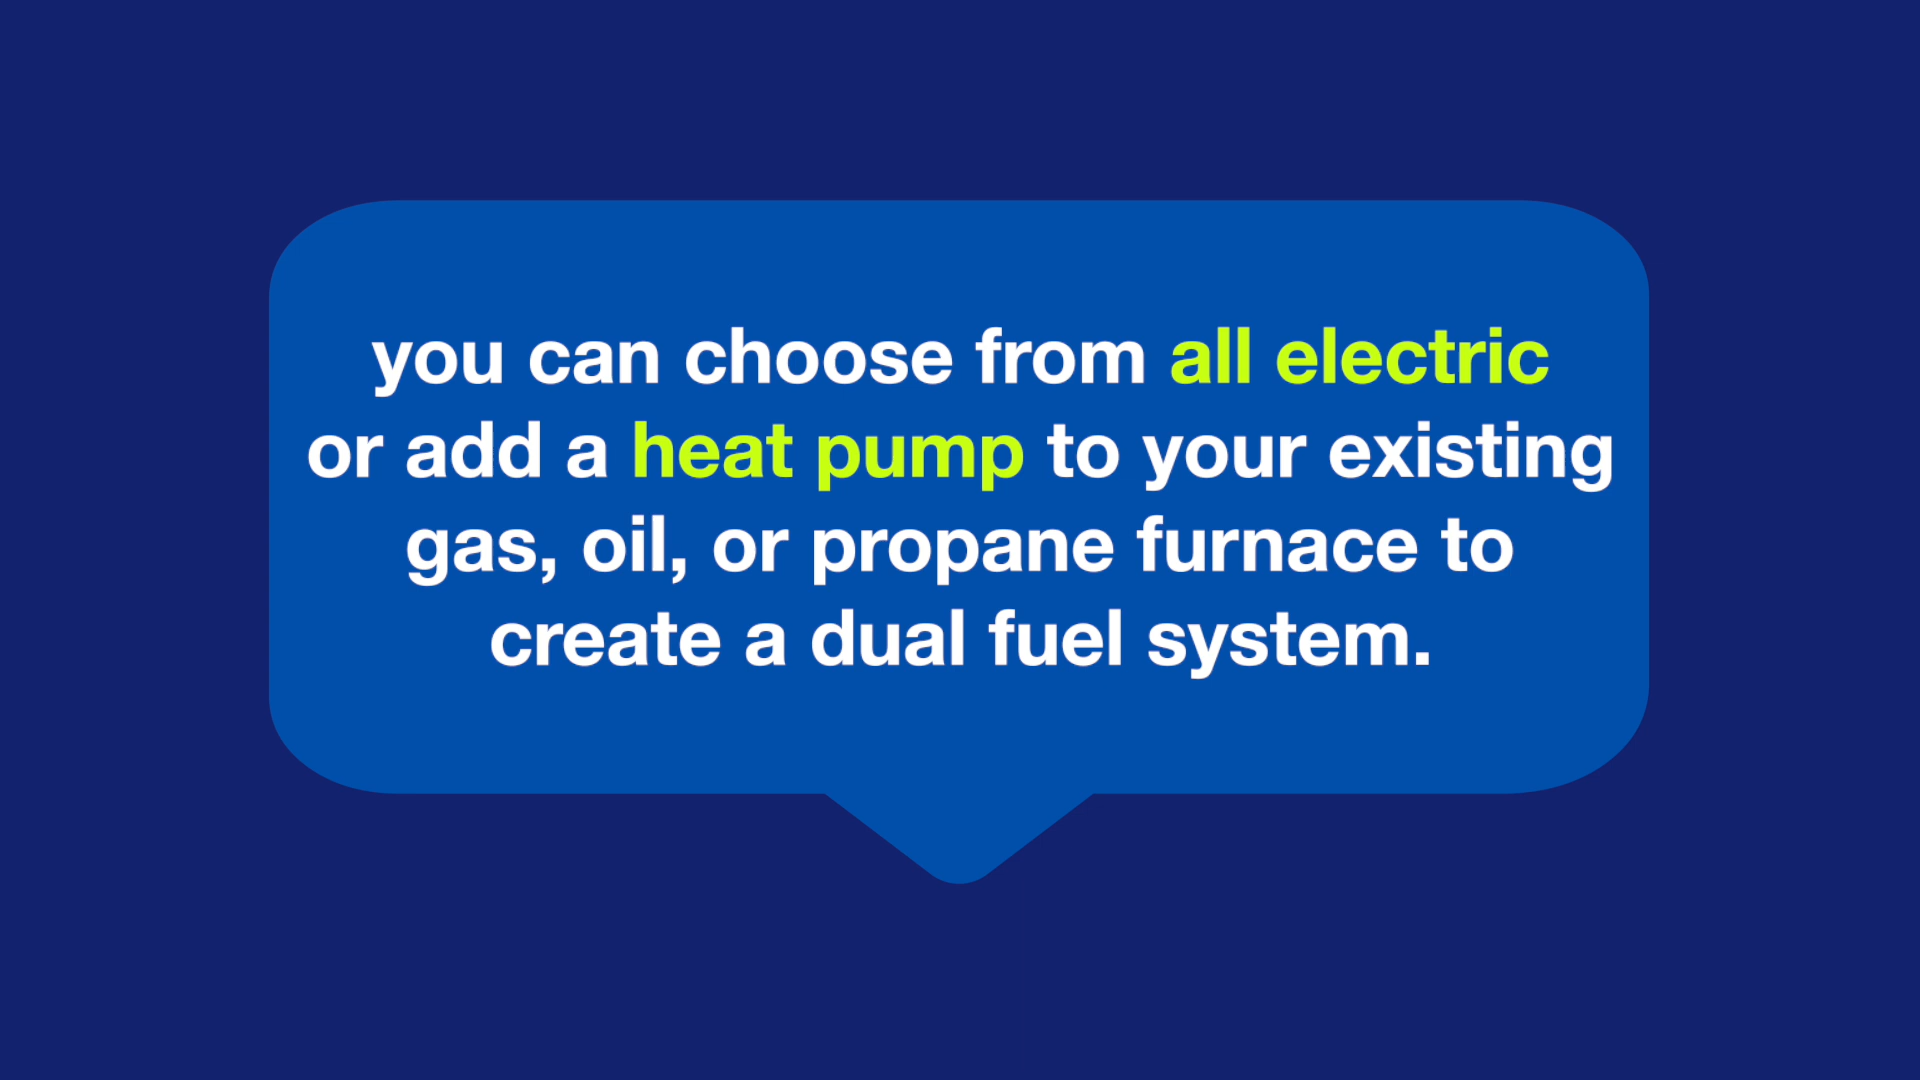 you can choose from all electric
or add a heat pump to your existing
gas, oil, or propane furnace to
create a dual fuel system.